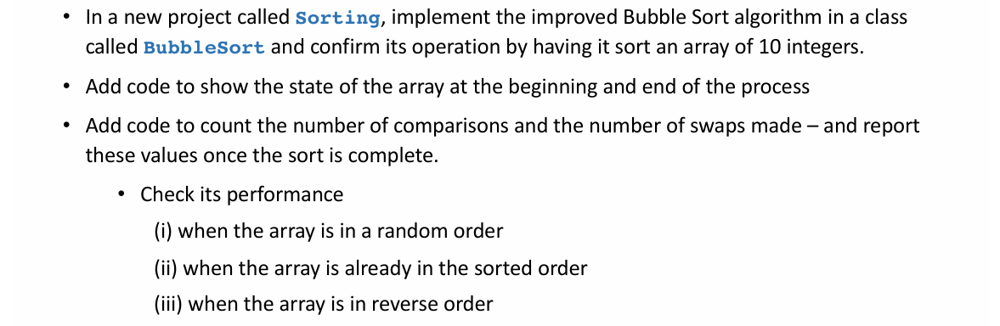 • In a new project called Sorting, implement the improved Bubble Sort algorithm in a class
called BubbleSort and confirm its operation by having it sort an array of 10 integers.
• Add code to show the state of the array at the beginning and end of the process
• Add code to count the number of comparisons and the number of swaps made – and report
these values once the sort is complete.
• Check its performance
(i) when the array is in a random order
(ii) when the array is already in the sorted order
(iii) when the array is in reverse order